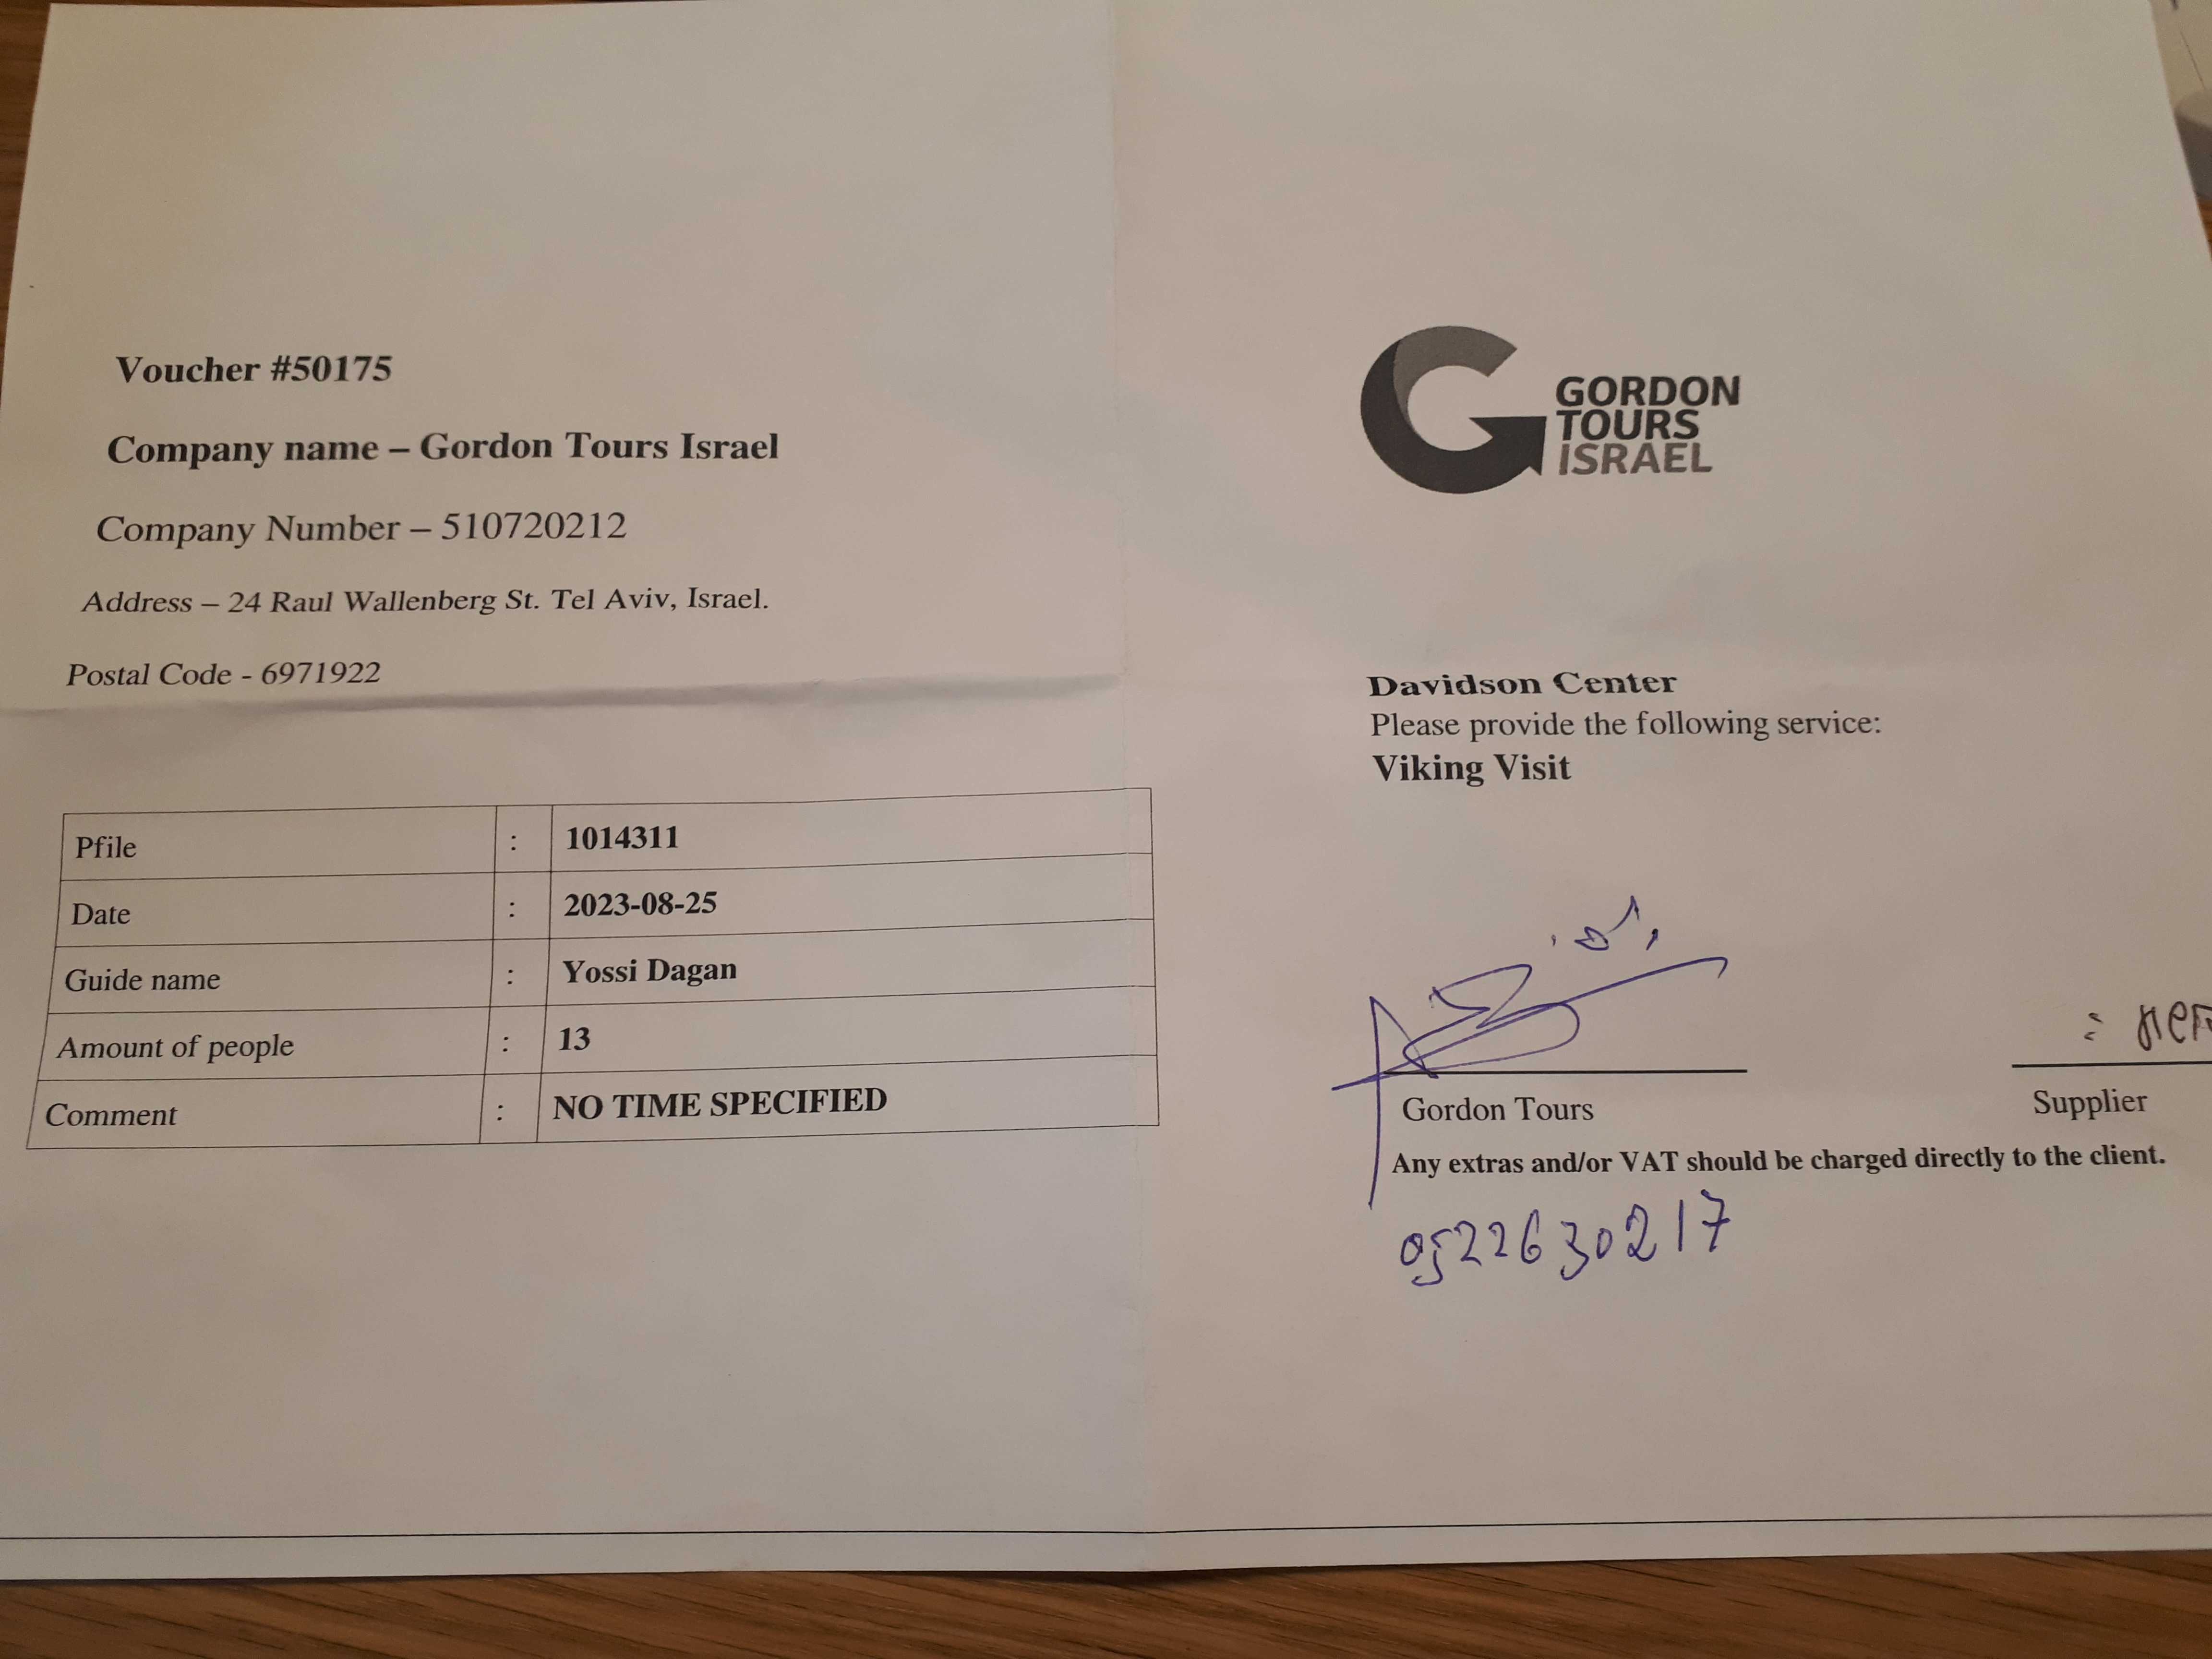 Voucher #50175
Company name – Gordon Tours Israel
Company Number – 510720212
Address – 24 Raul Wallenberg St. Tel Aviv, Israel.
Postal Code - 6971922
Pfile : 1014311
Date : 2023-08-25
Guide name : Yossi Dagan
Amount of people : 13
Comment : NO TIME SPECIFIED
GORDON
TOURS
ISRAEL
Davidson Center
Please provide the following service:
Viking Visit
Gordon Tours
Supplier
Any extras and/or VAT should be charged directly to the client.
0522630217